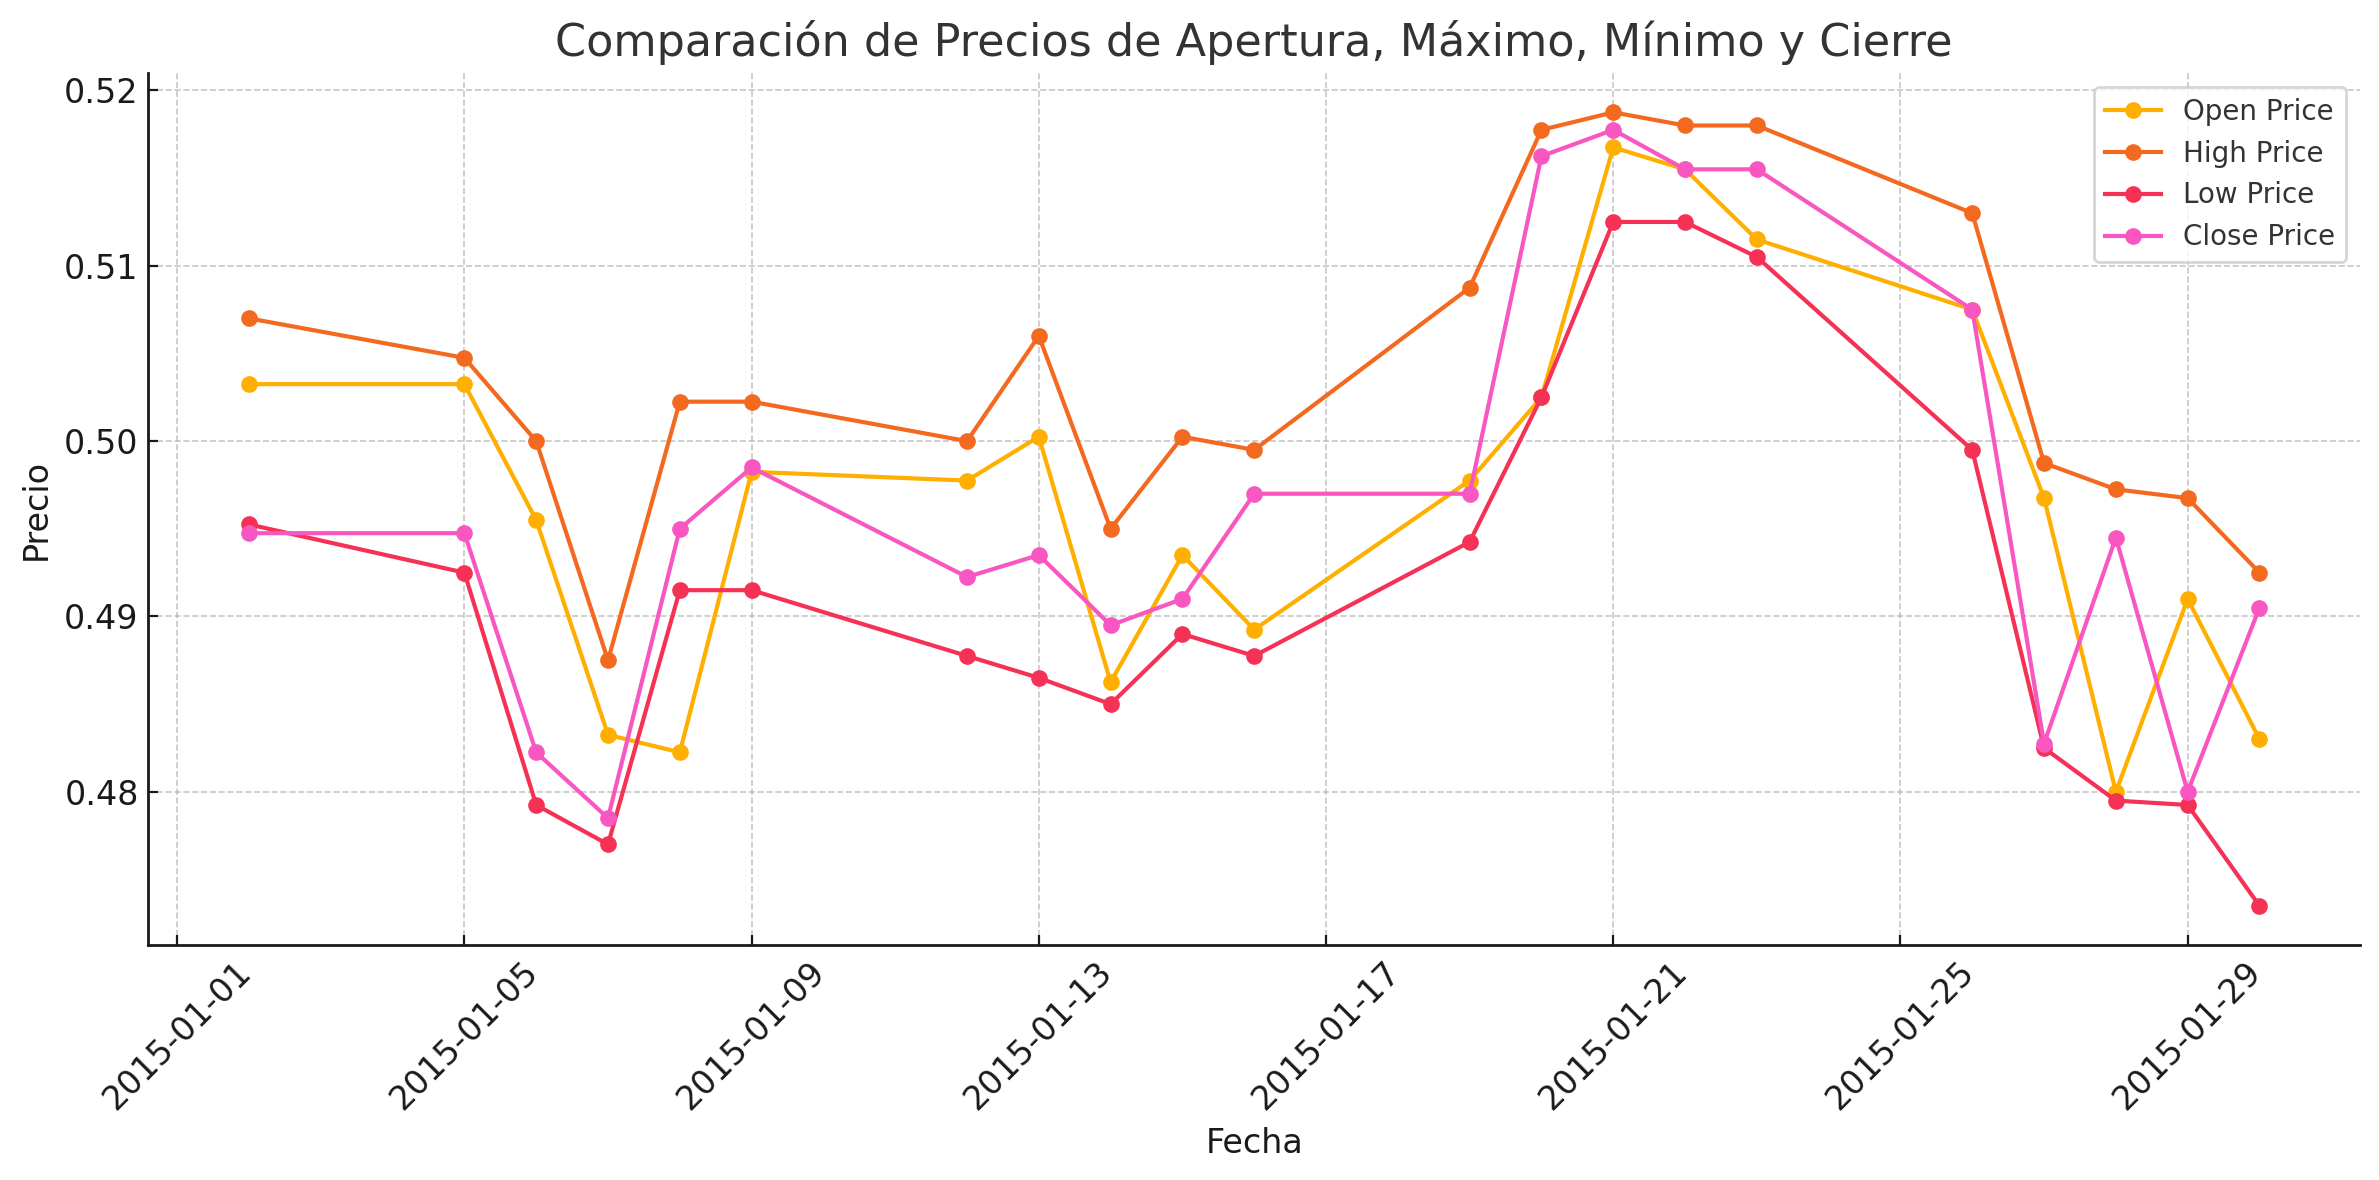 Comparación de Precios de Apertura, Máximo, Mínimo y Cierre
Open Price
High Price
Low Price
Close Price
Precio
0.52
0.51
0.50
0.49
0.48
2015-01-01
2015-01-05
2015-01-09
2015-01-13
2015-01-17
2015-01-21
2015-01-25
2015-01-29
Fecha